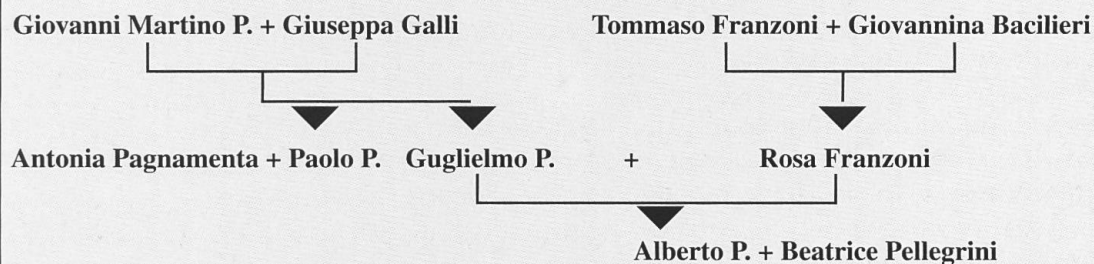 Giovanni Martino P. + Giuseppa Galli Tommaso Franzoni + Giovannina Bacilieri
Antonia Pagnamenta + Paolo P. Guglielmo P. + Rosa Franzoni
Alberto P. + Beatrice Pellegrini